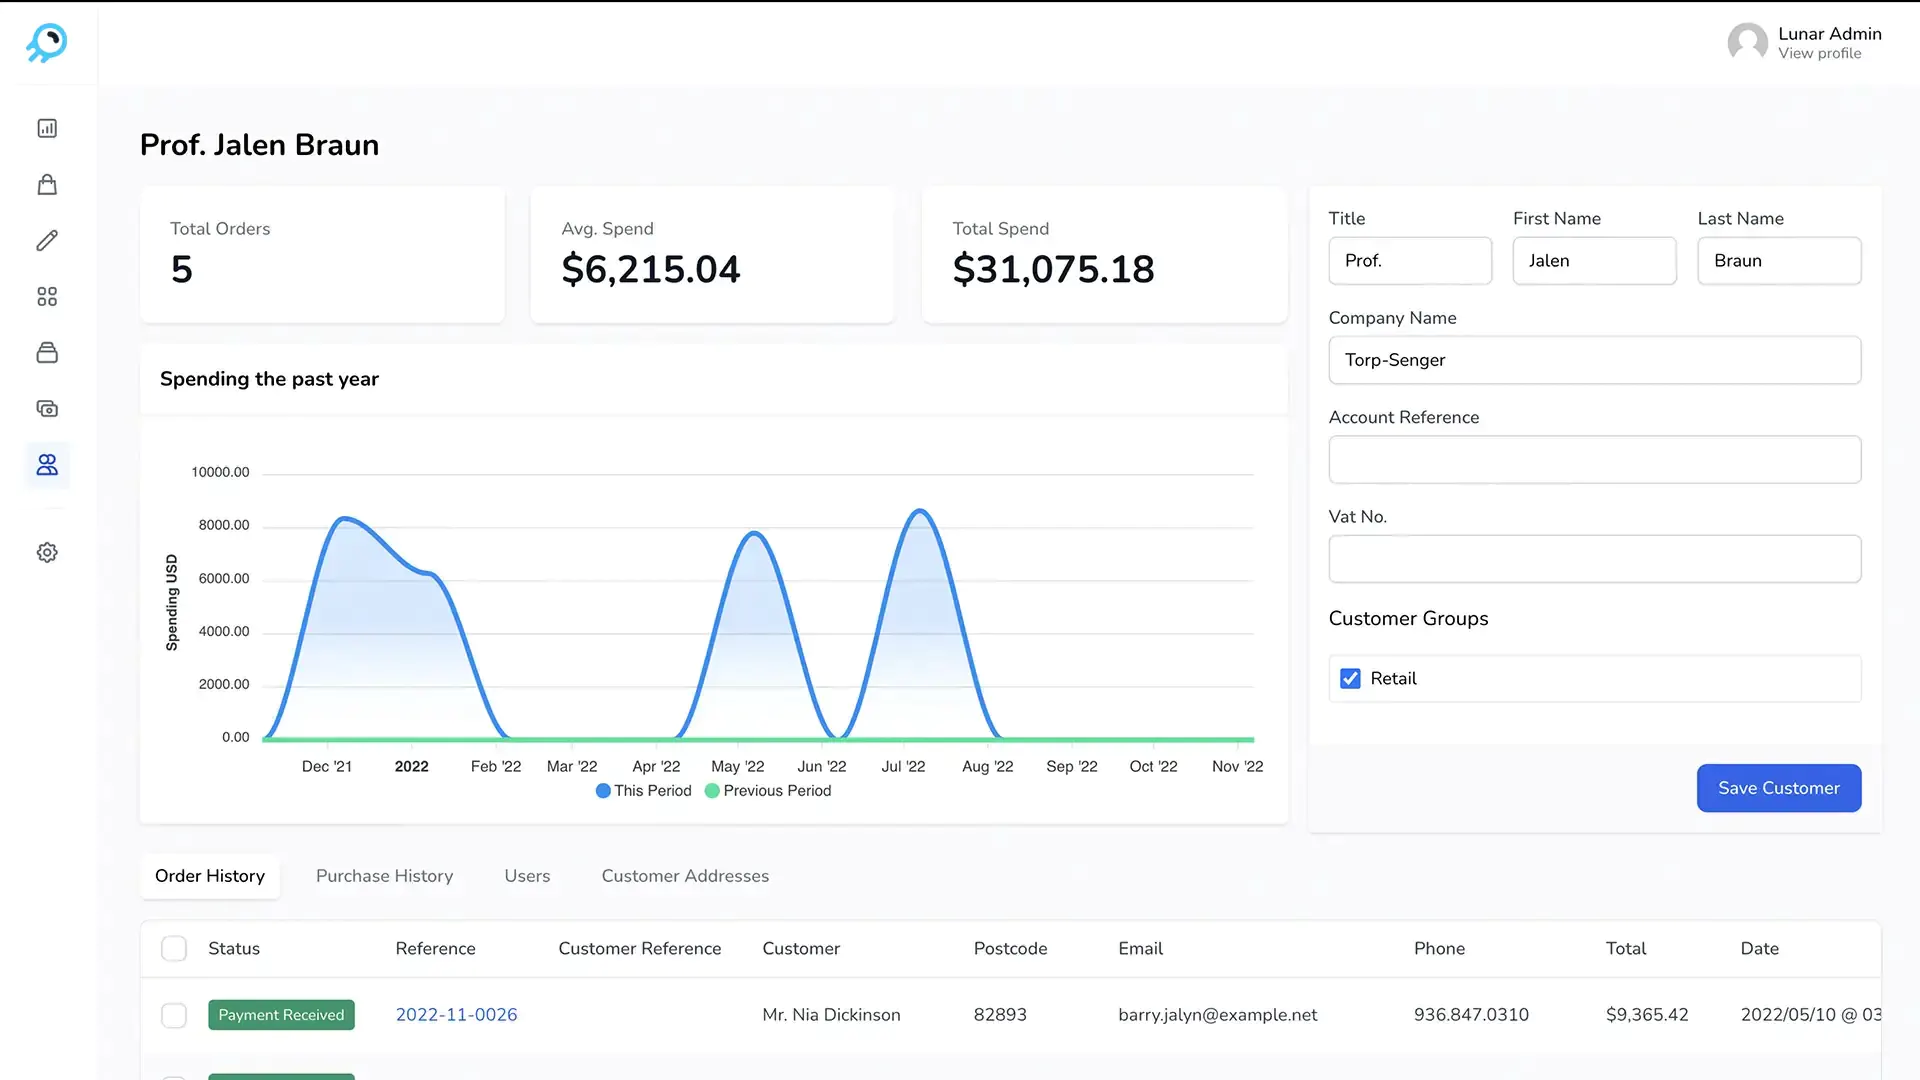 Lunar Admin
View profile
Prof. Jalen Braun
Total Orders
5
Avg. Spend
$6,215.04
Total Spend
$31,075.18
Title
Prof.
First Name
Jalen
Last Name
Braun
Company Name
Torp-Senger
Account Reference
Vat No.
Customer Groups
Retail
Save Customer
Spending the past year
Spending USD
10000.00
8000.00
6000.00
4000.00
2000.00
0.00
Dec '21 2022 Feb '22 Mar '22 Apr '22 May '22 Jun '22 Jul '22 Aug '22 Sep '22 Oct '22 Nov '22
This Period Previous Period
Order History Purchase History Users Customer Addresses
Status Reference Customer Reference Customer Postcode Email Phone Total Date
Payment Received 2022-11-0026 Mr. Nia Dickinson 82893 barry.jalyn@example.net 936.847.0310 $9,365.42 2022/05/10 @ 03